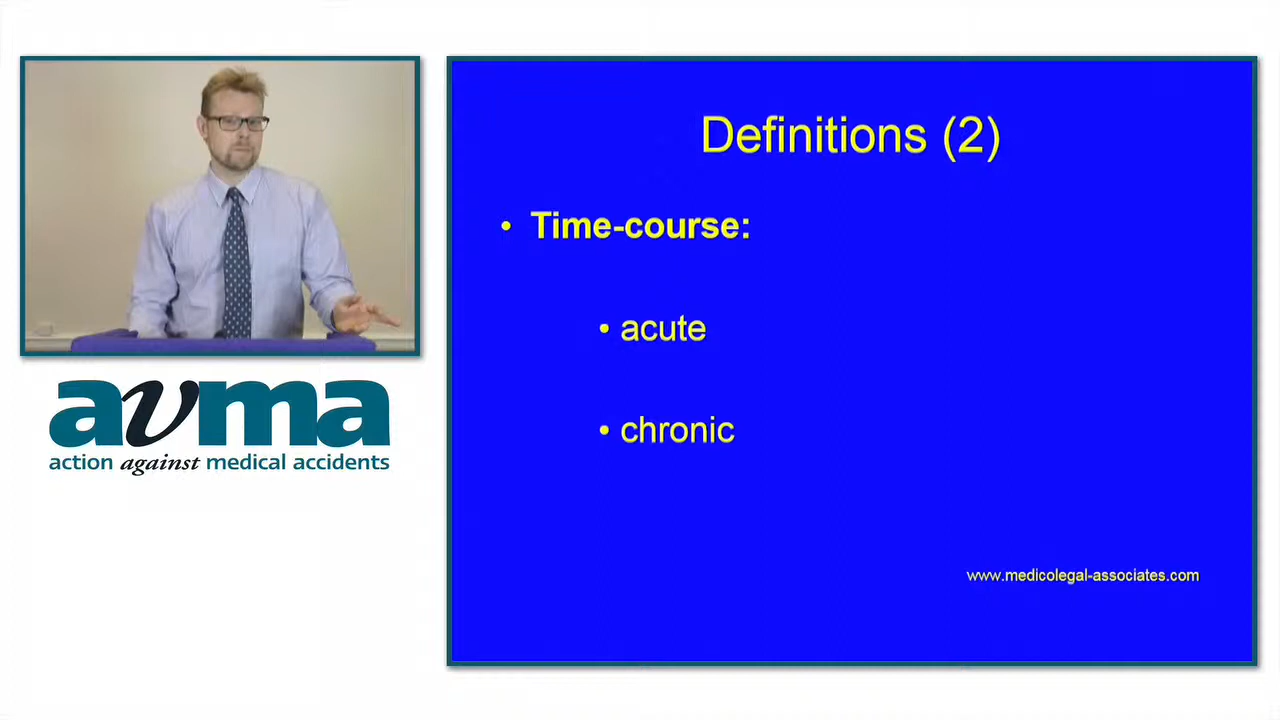 Definitions (2)
• Time-course:
• acute
• chronic
www.medicolegal-associates.com
avma
action against medical accidents